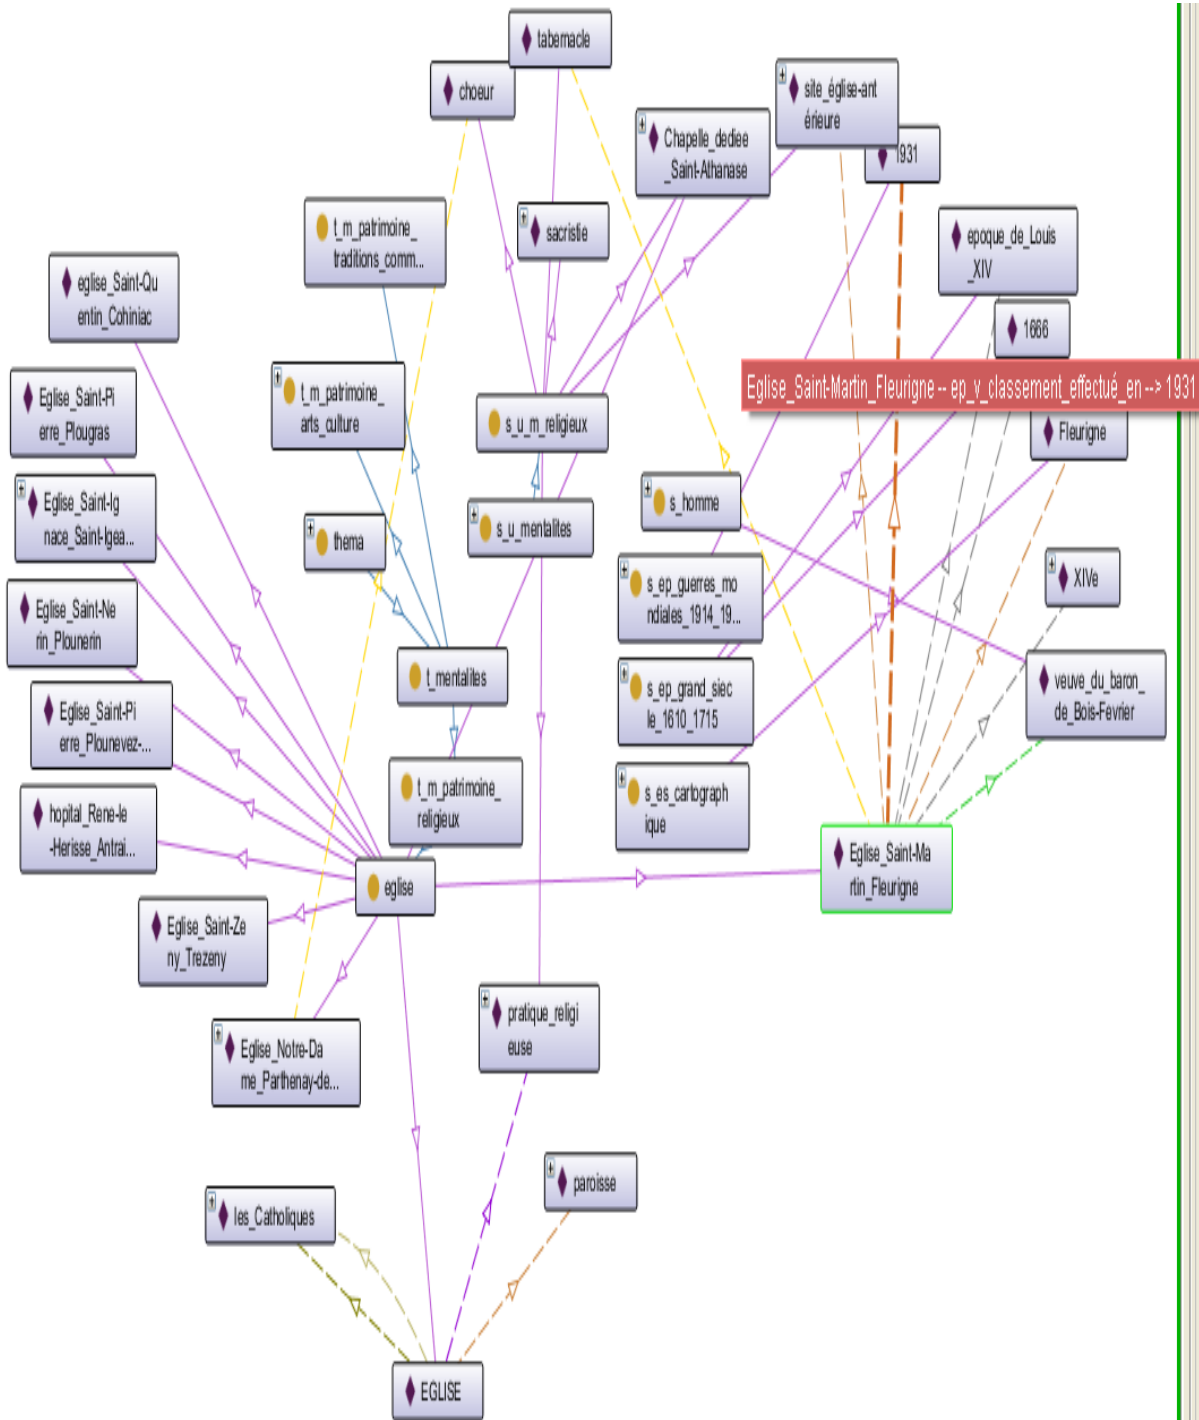 tabernacle
choeur
site_église-ant
érieure
Chapelle_dediee
_Saint-Athanase
1931
t_m_patrimoine_
traditions_comm...
sacristie
epoque_de_Louis
_XIV
eglise_Saint-Qu
entin_Cohiniac
1666
Eglise_Saint-Martin_Fleurigne -- ep_v_classement_effectué_en --> 1931
Eglise_Saint-Pi
erre_Plougras
t_m_patrimoine_
arts_culture
s_u_m_religieux
Fleurigne
Eglise_Saint-Ig
nace_Saint-Igea...
s_homme
thema
s_u_mentalites
XIVe
s_ep_guerres_mo
ndiales_1914_19...
Eglise_Saint-Ne
rin_Plounerin
t_mentalites
s_ep_grand_siec
le_1610_1715
veuve_du_baron_
de_Bois-Fevrier
Eglise_Saint-Pi
erre_Plounevez-...
t_m_patrimoine_
religieux
s_es_cartograph
ique
hopital_Rene-le
-Herisse_Antrai...
Eglise_Saint-Ma
rtin_Fleurigne
eglise
Eglise_Saint-Ze
ny_Trezeny
pratique_religi
euse
Eglise_Notre-Da
me_Parthenay-de...
paroisse
les_Catholiques
EGLISE